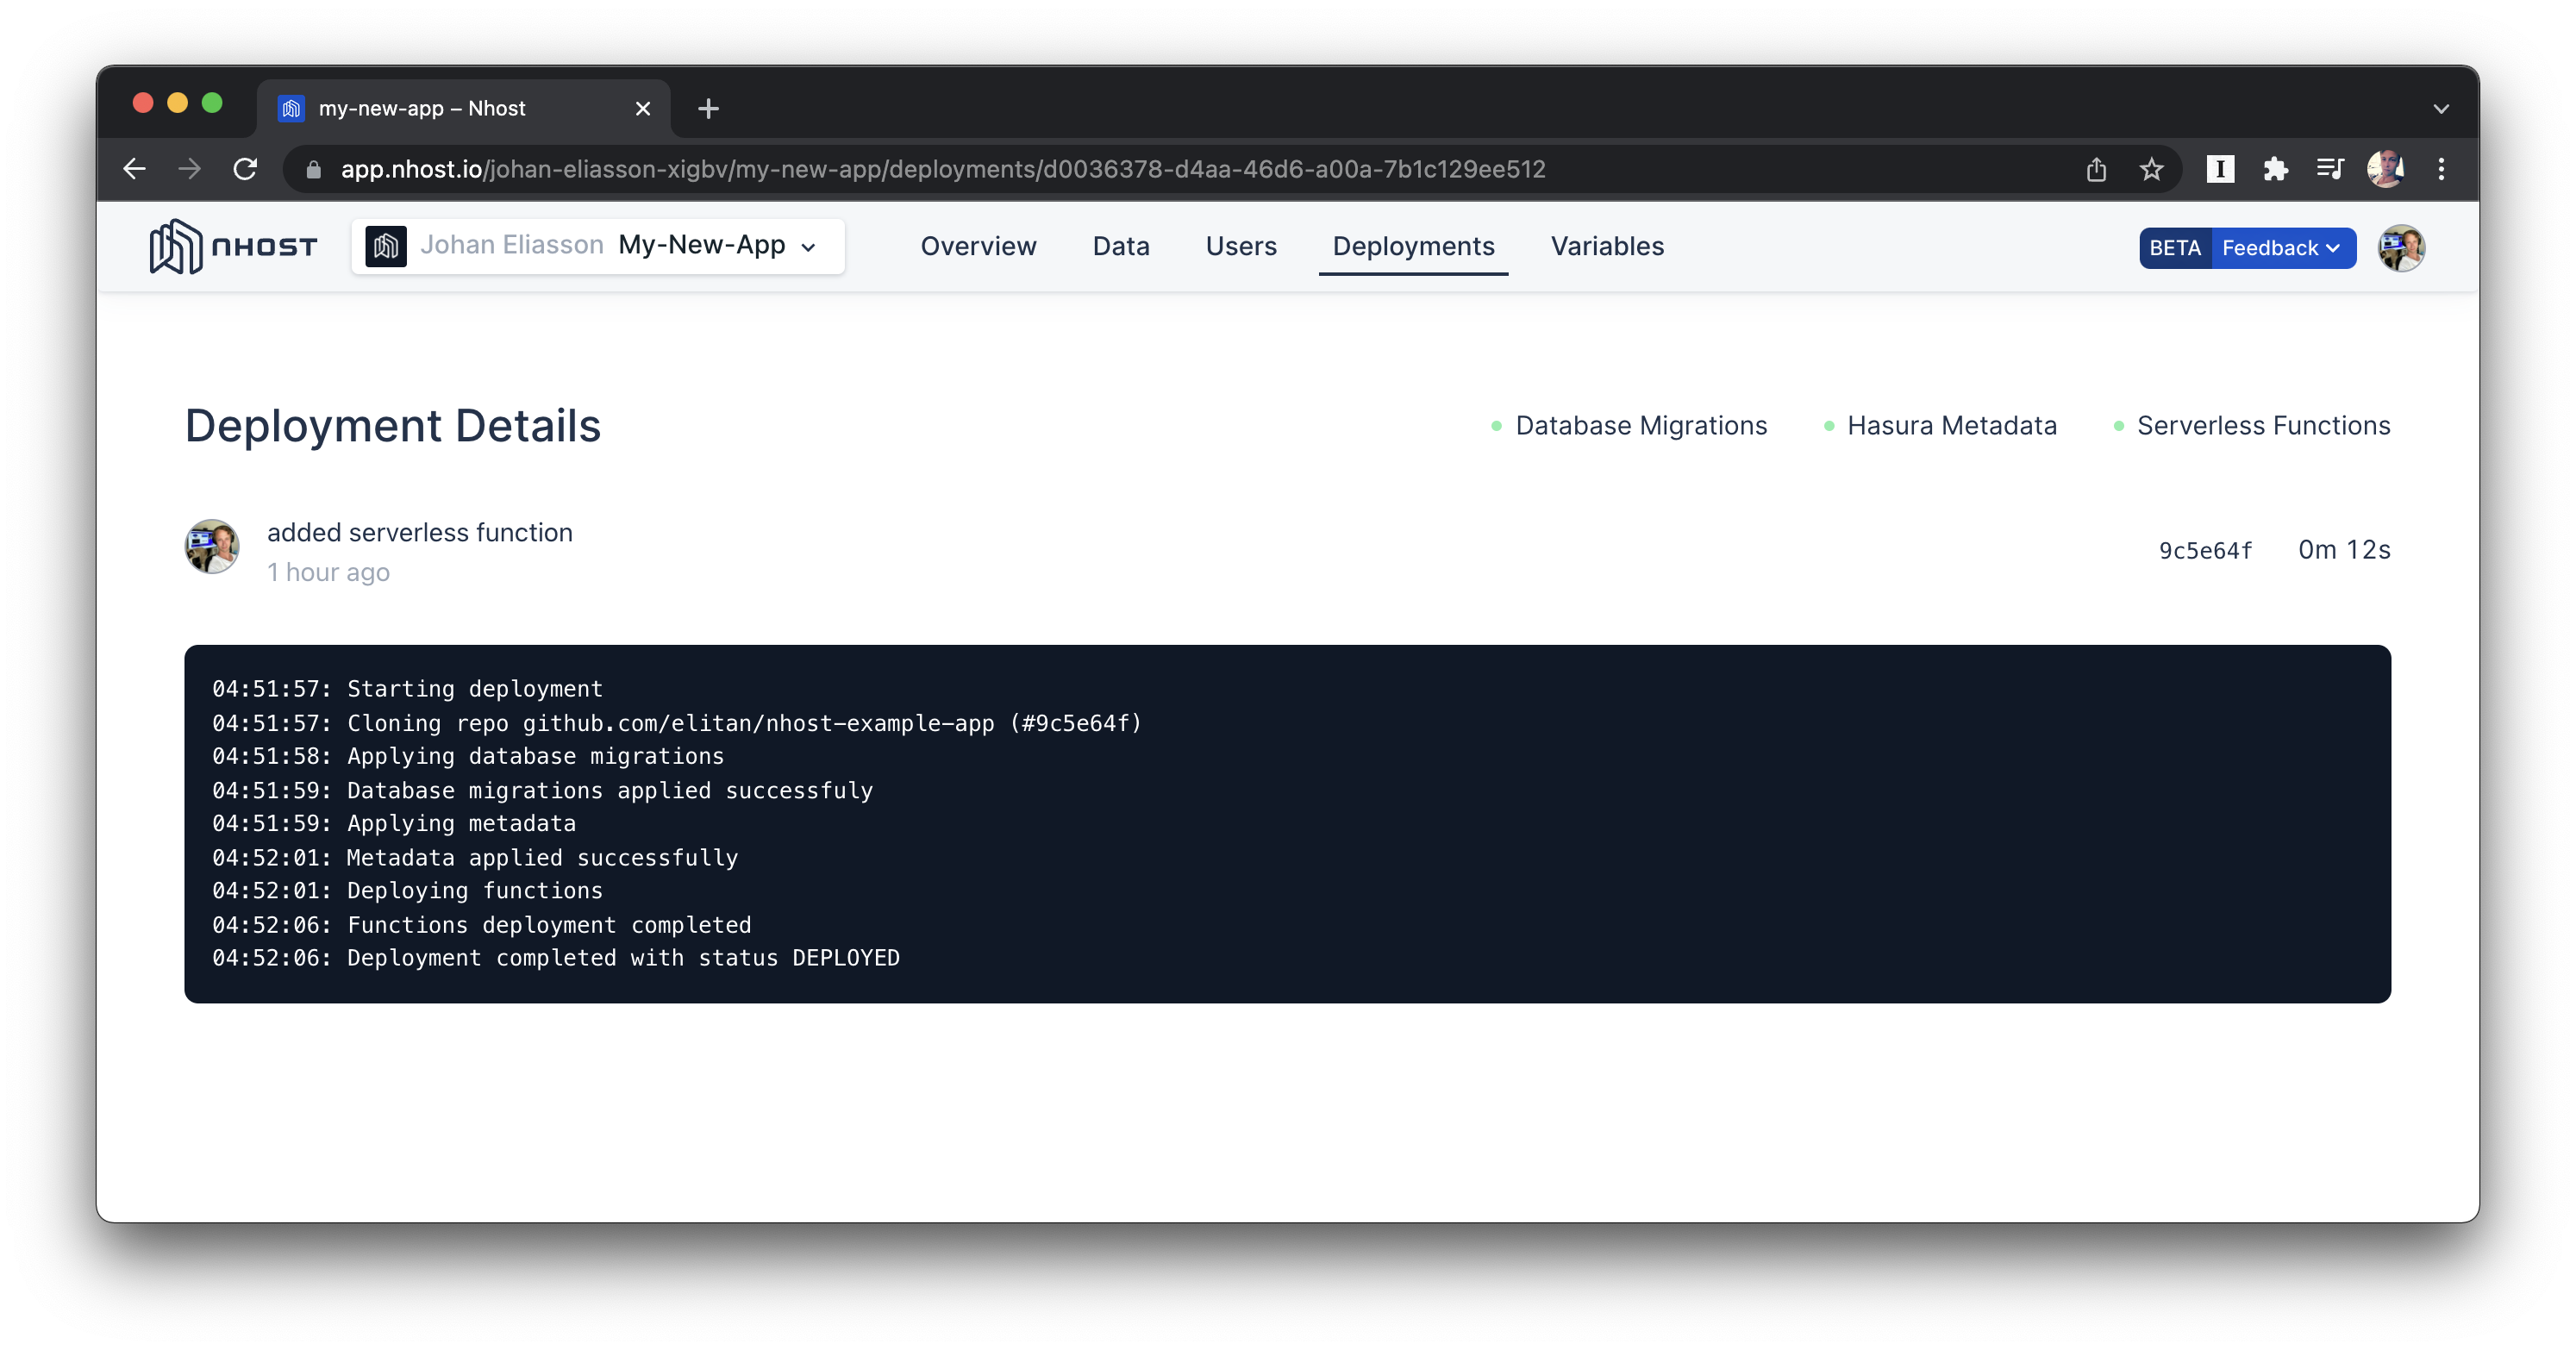 my-new-app – Nhost
app.nhost.io/johan-eliasson-xigbv/my-new-app/deployments/d0036378-d4aa-46d6-a00a-7b1c129ee512
NHOST
Johan Eliasson My-New-App
Overview
Data
Users
Deployments
Variables
BETA Feedback
Deployment Details
Database Migrations
Hasura Metadata
Serverless Functions
added serverless function
1 hour ago
9c5e64f
0m 12s
04:51:57: Starting deployment
04:51:57: Cloning repo github.com/elitan/nhost-example-app (#9c5e64f)
04:51:58: Applying database migrations
04:51:59: Database migrations applied successfuly
04:51:59: Applying metadata
04:52:01: Metadata applied successfully
04:52:01: Deploying functions
04:52:06: Functions deployment completed
04:52:06: Deployment completed with status DEPLOYED